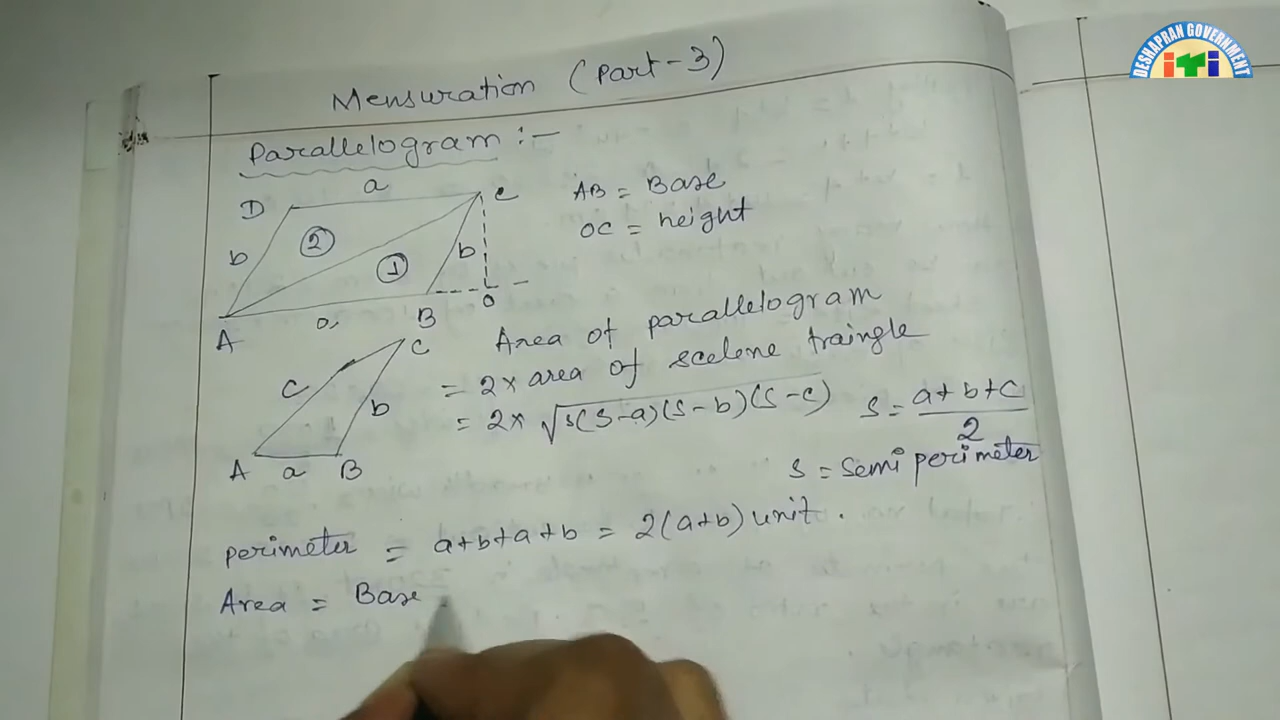 DESHAPRAN GOVERNMENT
iTi
Mensuration (Part-3)
Parallelogram :-
D a C
b 2 1 b
A a B O
AB = Base
OC = height
C
c b
A a B
Area of parallelogram
= 2× area of scelene traingle
= 2× √s(s-a)(s-b)(s-c) s = a+b+c/2
s = semi perimeter
perimeter = a+b+a+b = 2(a+b) unit.
Area = Base